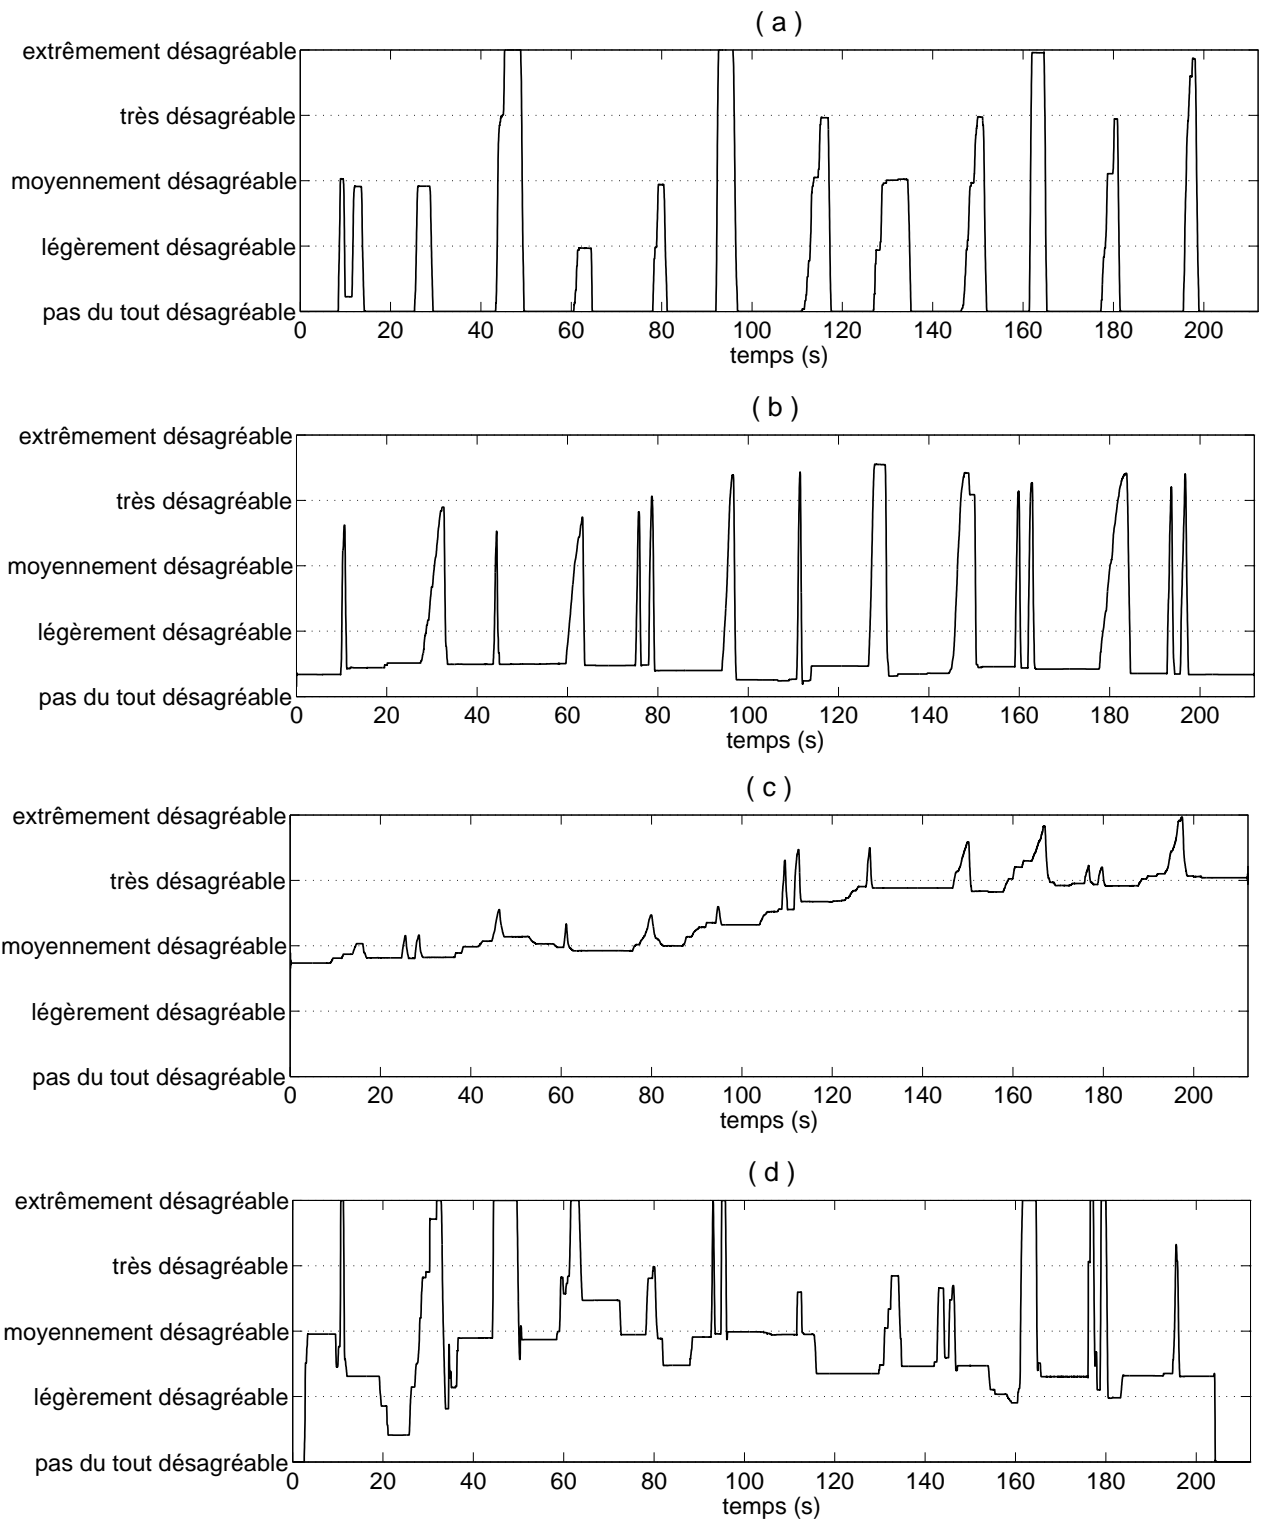 ( a )
extrêmement désagréable
très désagréable
moyennement désagréable
légèrement désagréable
pas du tout désagréable
0 20 40 60 80 100 120 140 160 180 200
temps (s)
( b )
extrêmement désagréable
très désagréable
moyennement désagréable
légèrement désagréable
pas du tout désagréable
0 20 40 60 80 100 120 140 160 180 200
temps (s)
( c )
extrêmement désagréable
très désagréable
moyennement désagréable
légèrement désagréable
pas du tout désagréable
0 20 40 60 80 100 120 140 160 180 200
temps (s)
( d )
extrêmement désagréable
très désagréable
moyennement désagréable
légèrement désagréable
pas du tout désagréable
0 20 40 60 80 100 120 140 160 180 200
temps (s)